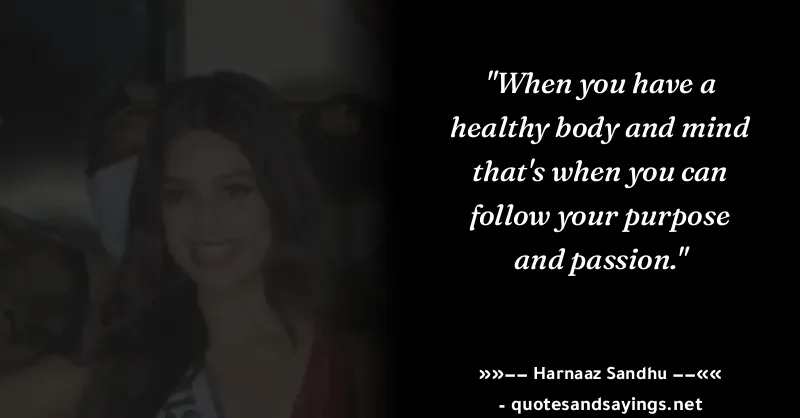 "When you have a
healthy body and mind
that's when you can
follow your purpose
and passion."
»»−− Harnaaz Sandhu −−««
- quotesandsayings.net